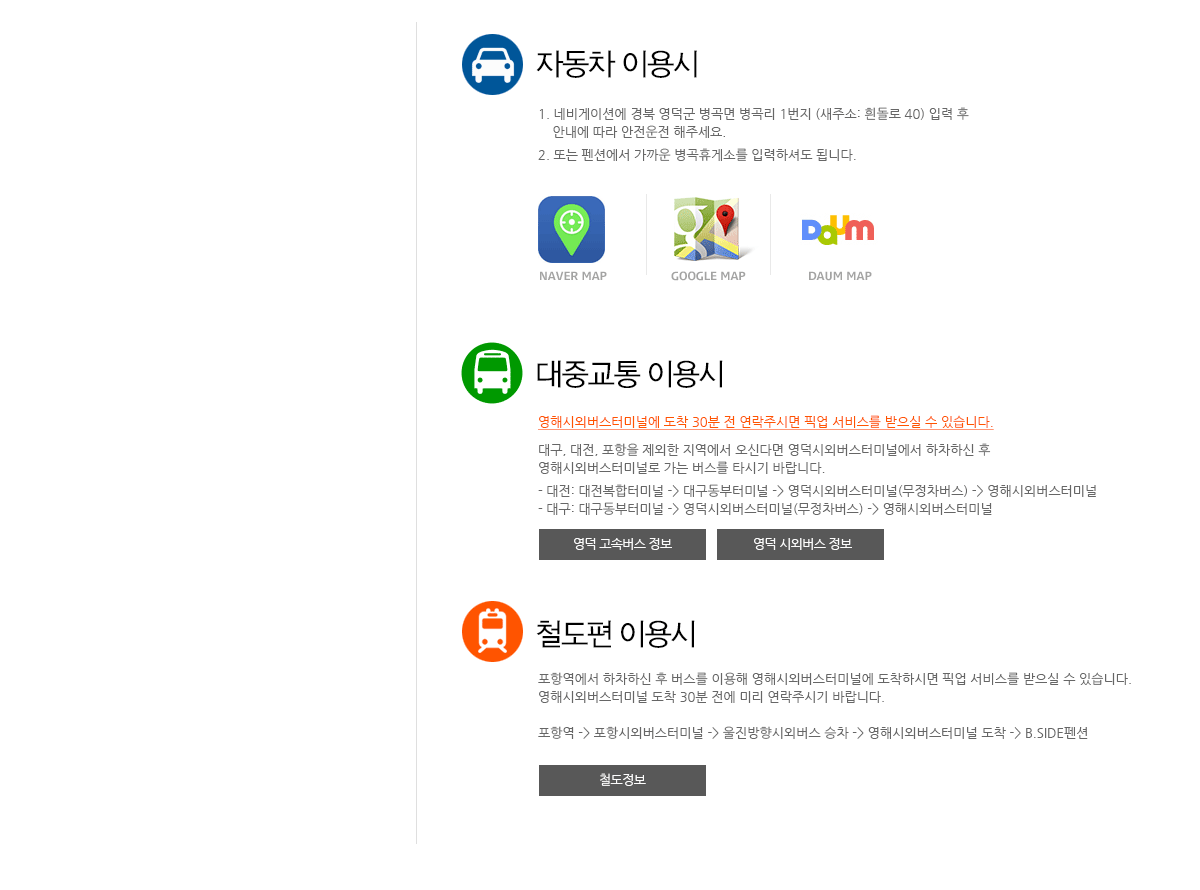 자동차 이용시
1. 네비게이션에 경북 영덕군 병곡면 병곡리 1번지 (새주소: 흰돌로 40) 입력 후
안내에 따라 안전운전 해주세요.
2. 또는 펜션에서 가까운 병곡휴게소를 입력하셔도 됩니다.
Daum
NAVER MAP GOOGLE MAP DAUM MAP
대중교통 이용시
영해시외버스터미널에 도착 30분 전 연락주시면 픽업 서비스를 받으실 수 있습니다.
대구, 대전, 포항을 제외한 지역에서 오신다면 영덕시외버스터미널에서 하차하신 후
영해시외버스터미널로 가는 버스를 타시기 바랍니다.
- 대전: 대전복합터미널 -> 대구동부터미널 -> 영덕시외버스터미널(무정차버스) -> 영해시외버스터미널
- 대구: 대구동부터미널 -> 영덕시외버스터미널(무정차버스) -> 영해시외버스터미널
영덕 고속버스 정보 영덕 시외버스 정보
철도편 이용시
포항역에서 하차하신 후 버스를 이용해 영해시외버스터미널에 도착하시면 픽업 서비스를 받으실 수 있습니다.
영해시외버스터미널 도착 30분 전에 미리 연락주시기 바랍니다.
포항역 -> 포항시외버스터미널 -> 울진방향시외버스 승차 -> 영해시외버스터미널 도착 -> B.SIDE펜션
철도정보